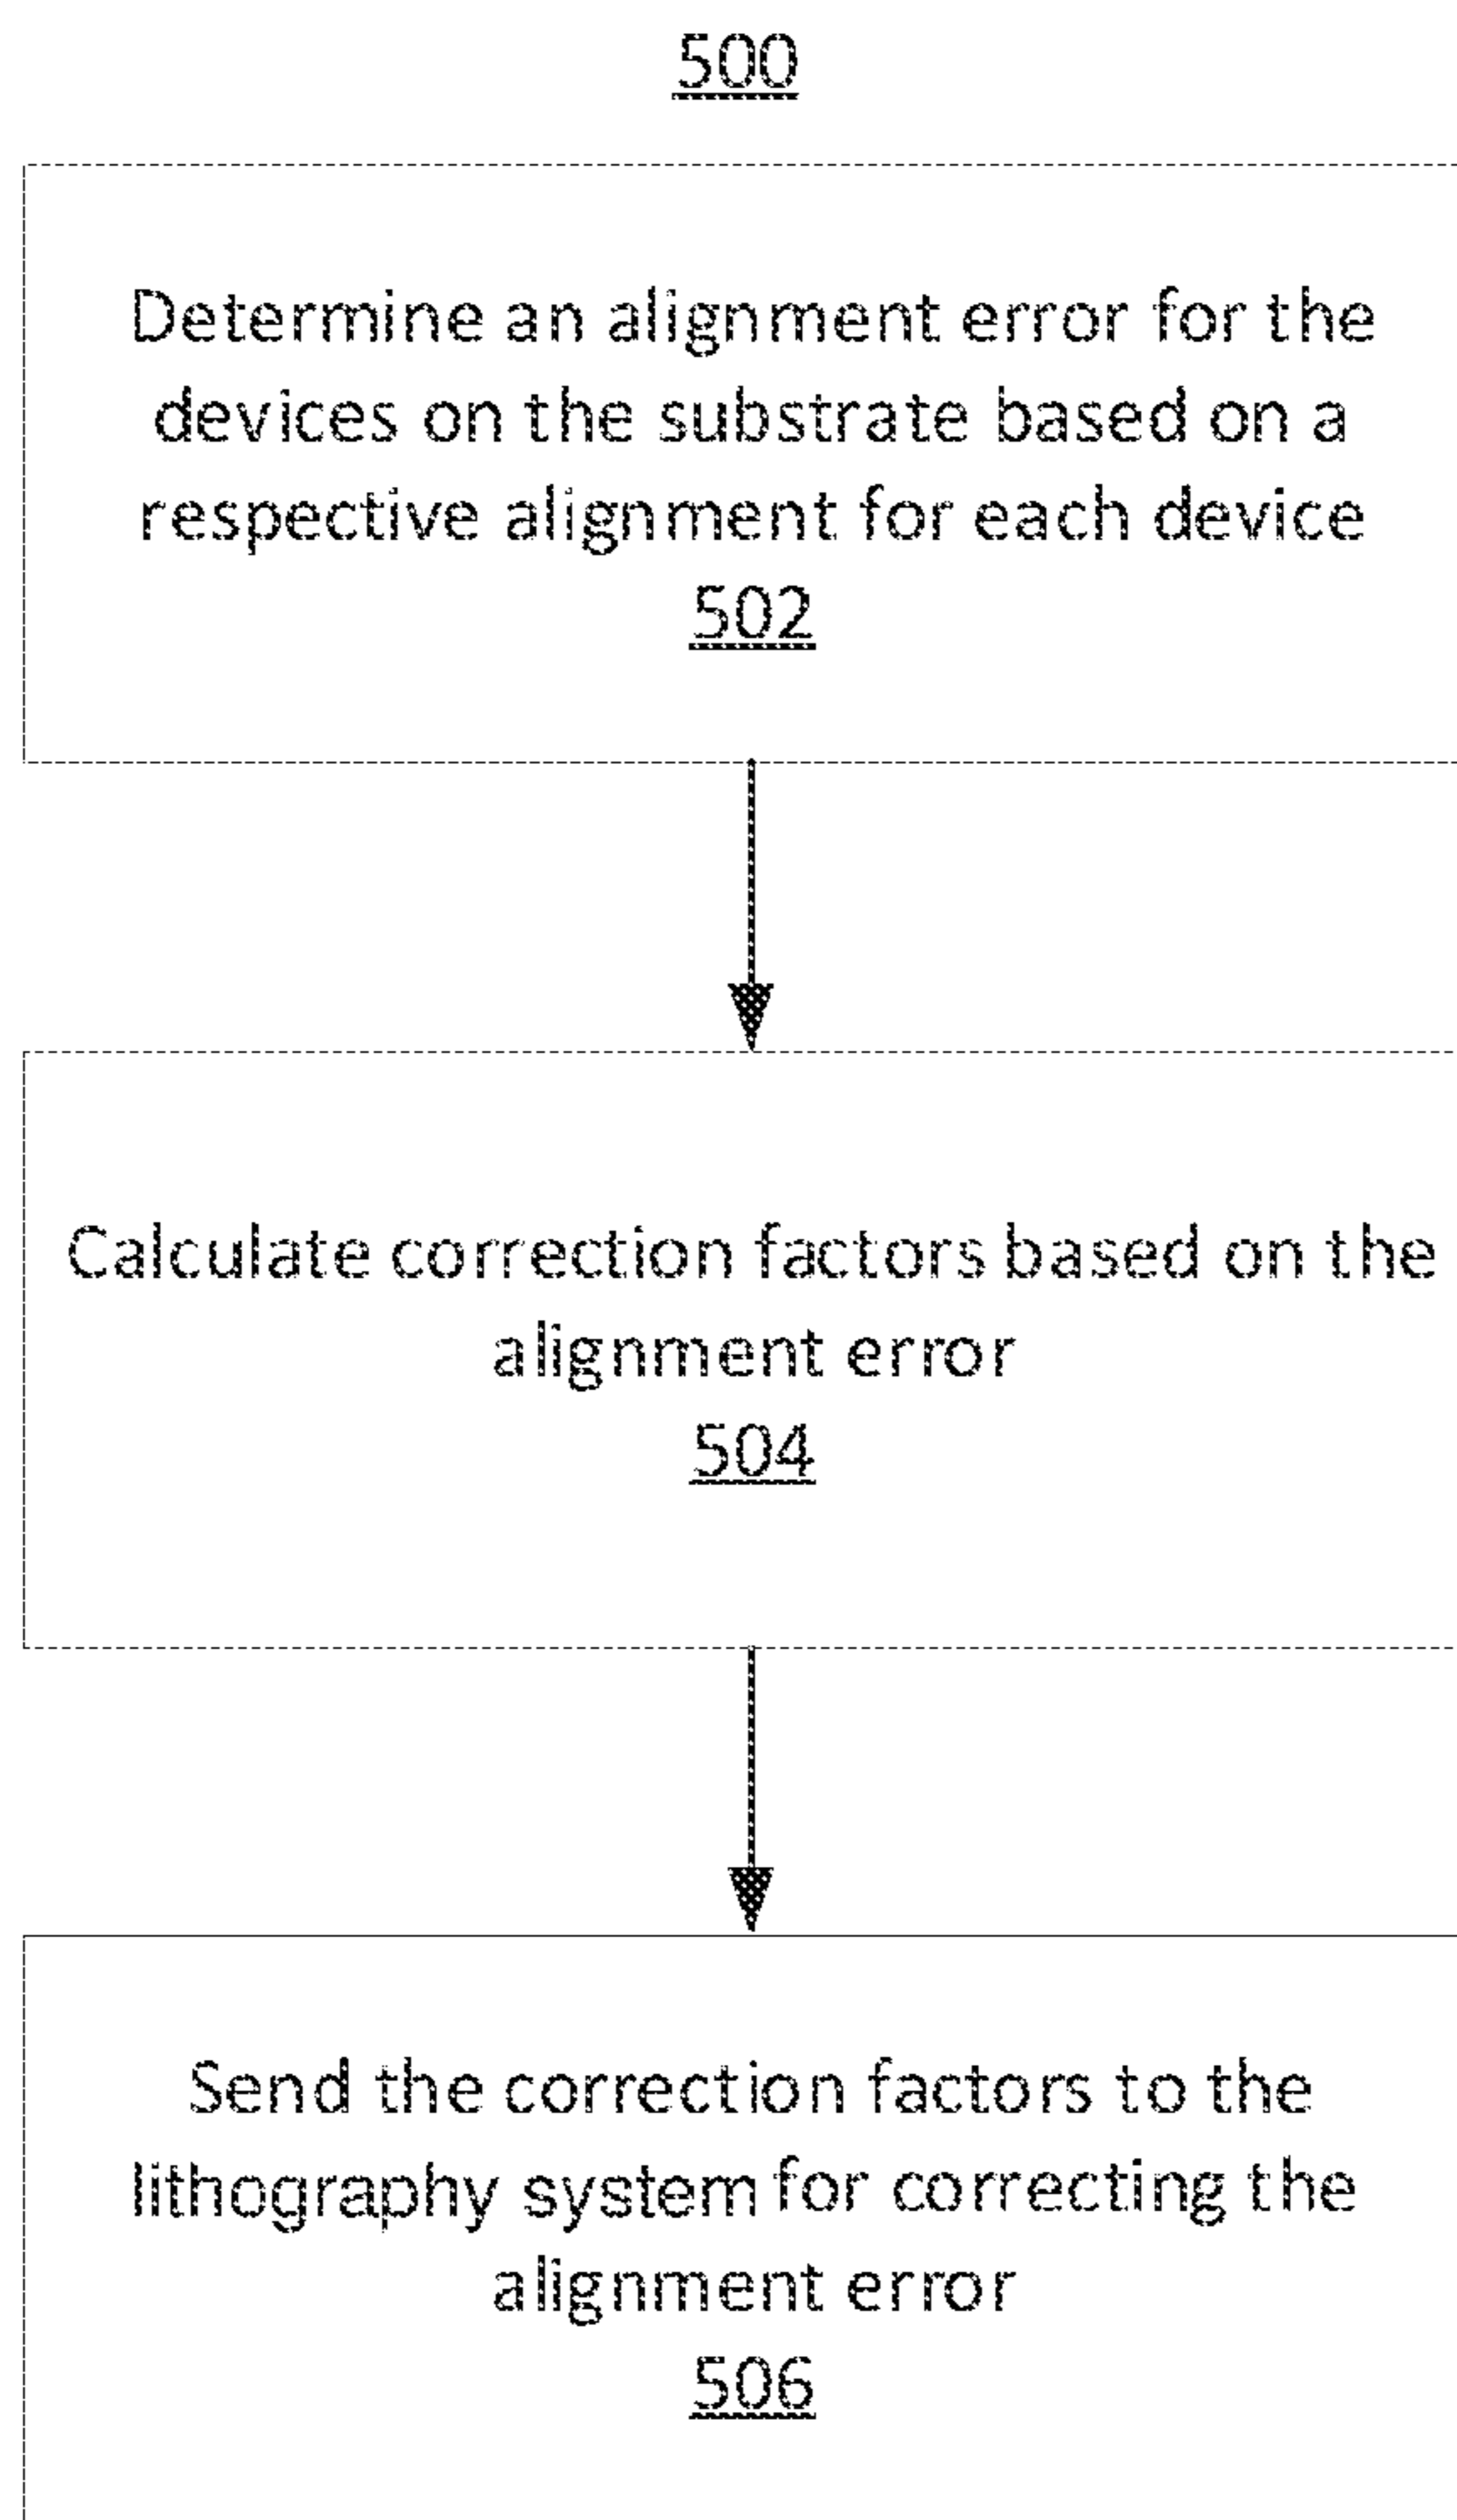 500
Determine an alignment error for the
devices on the substrate based on a
respective alignment for each device
502
Calculate correction factors based on the
alignment error
504
Send the correction factors to the
lithography system for correcting the
alignment error
506